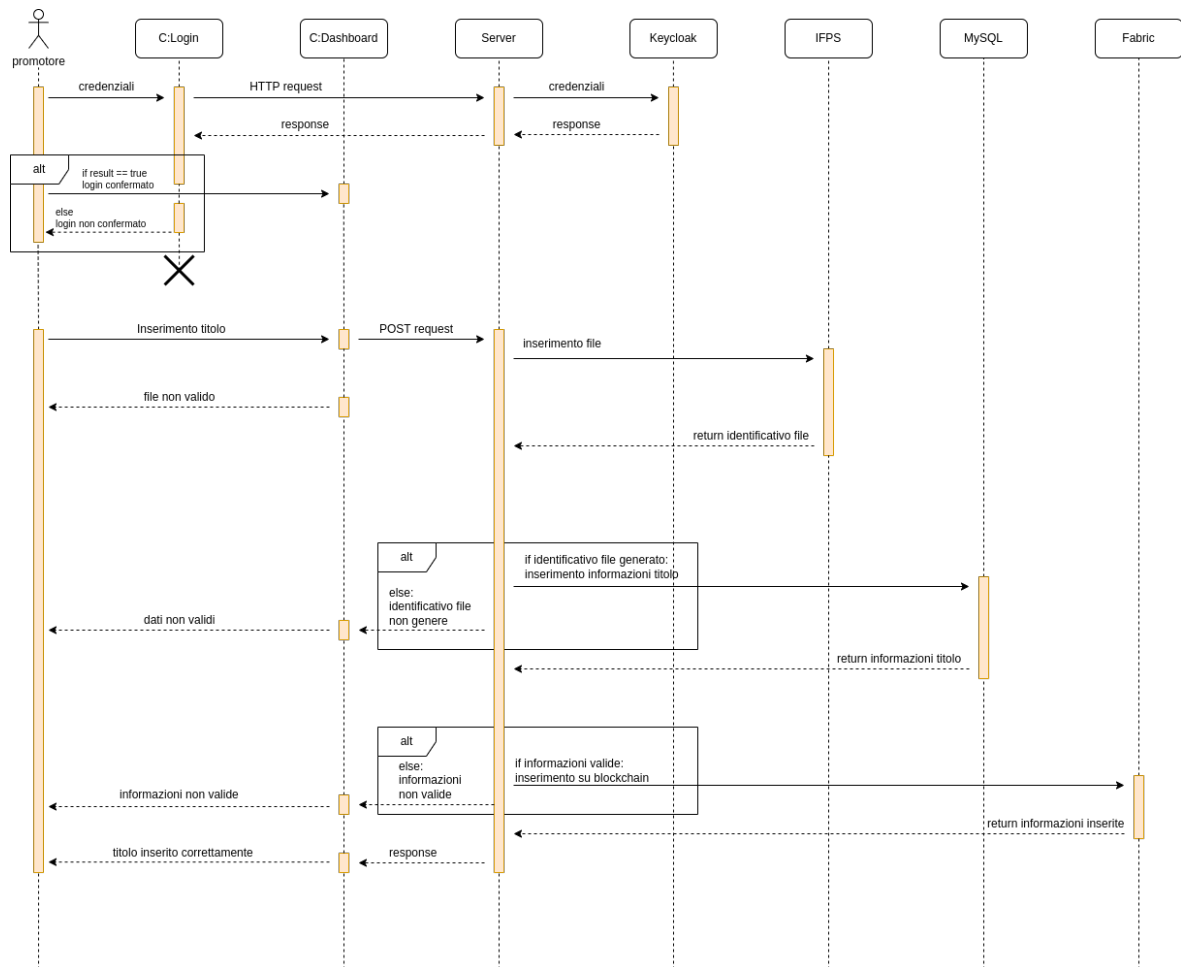 promotore
C:Login
C:Dashboard
Server
Keycloak
IFPS
MySQL
Fabric
credenziali
HTTP request
credenziali
response
response
alt
if result == true
login confermato
else
login non confermato
Inserimento titolo
POST request
inserimento file
file non valido
return identificativo file
alt
if identificativo file generato:
inserimento informazioni titolo
else:
identificativo file
non genere
dati non validi
return informazioni titolo
alt
else:
informazioni
non valide
if informazioni valide:
inserimento su blockchain
informazioni non valide
return informazioni inserite
titolo inserito correttamente
response